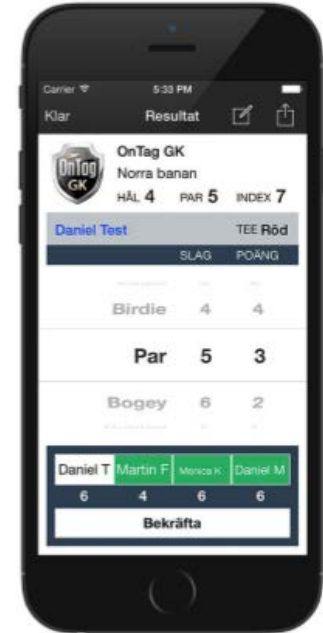 Carrier 5:33 PM
Klar Resultat
OnTag GK
Norra banan
HÅL 4 PAR 5 INDEX 7
OnTag
GK
Daniel Test TEE Röd
SLAG POÄNG
Birdie 4 4
Par 5 3
Bogey 6 2
Daniel T Martin F Monica K Daniel M
6 4 6 6
Bekräfta